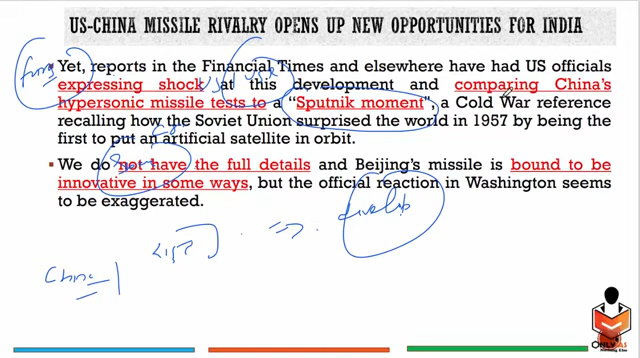 US-CHINA MISSILE RIVALRY OPENS UP NEW OPPORTUNITIES FOR INDIA
Yet, reports in the Financial Times and elsewhere have had US officials
expressing shock at this development and comparing China's
hypersonic missile tests to a "Sputnik moment", a Cold War reference
recalling how the Soviet Union surprised the world in 1957 by being the
first to put an artificial satellite in orbit.
▪ We do not have the full details and Beijing's missile is bound to be
innovative in some ways, but the official reaction in Washington seems
to be exaggerated.
develop
China
ONLYIAS